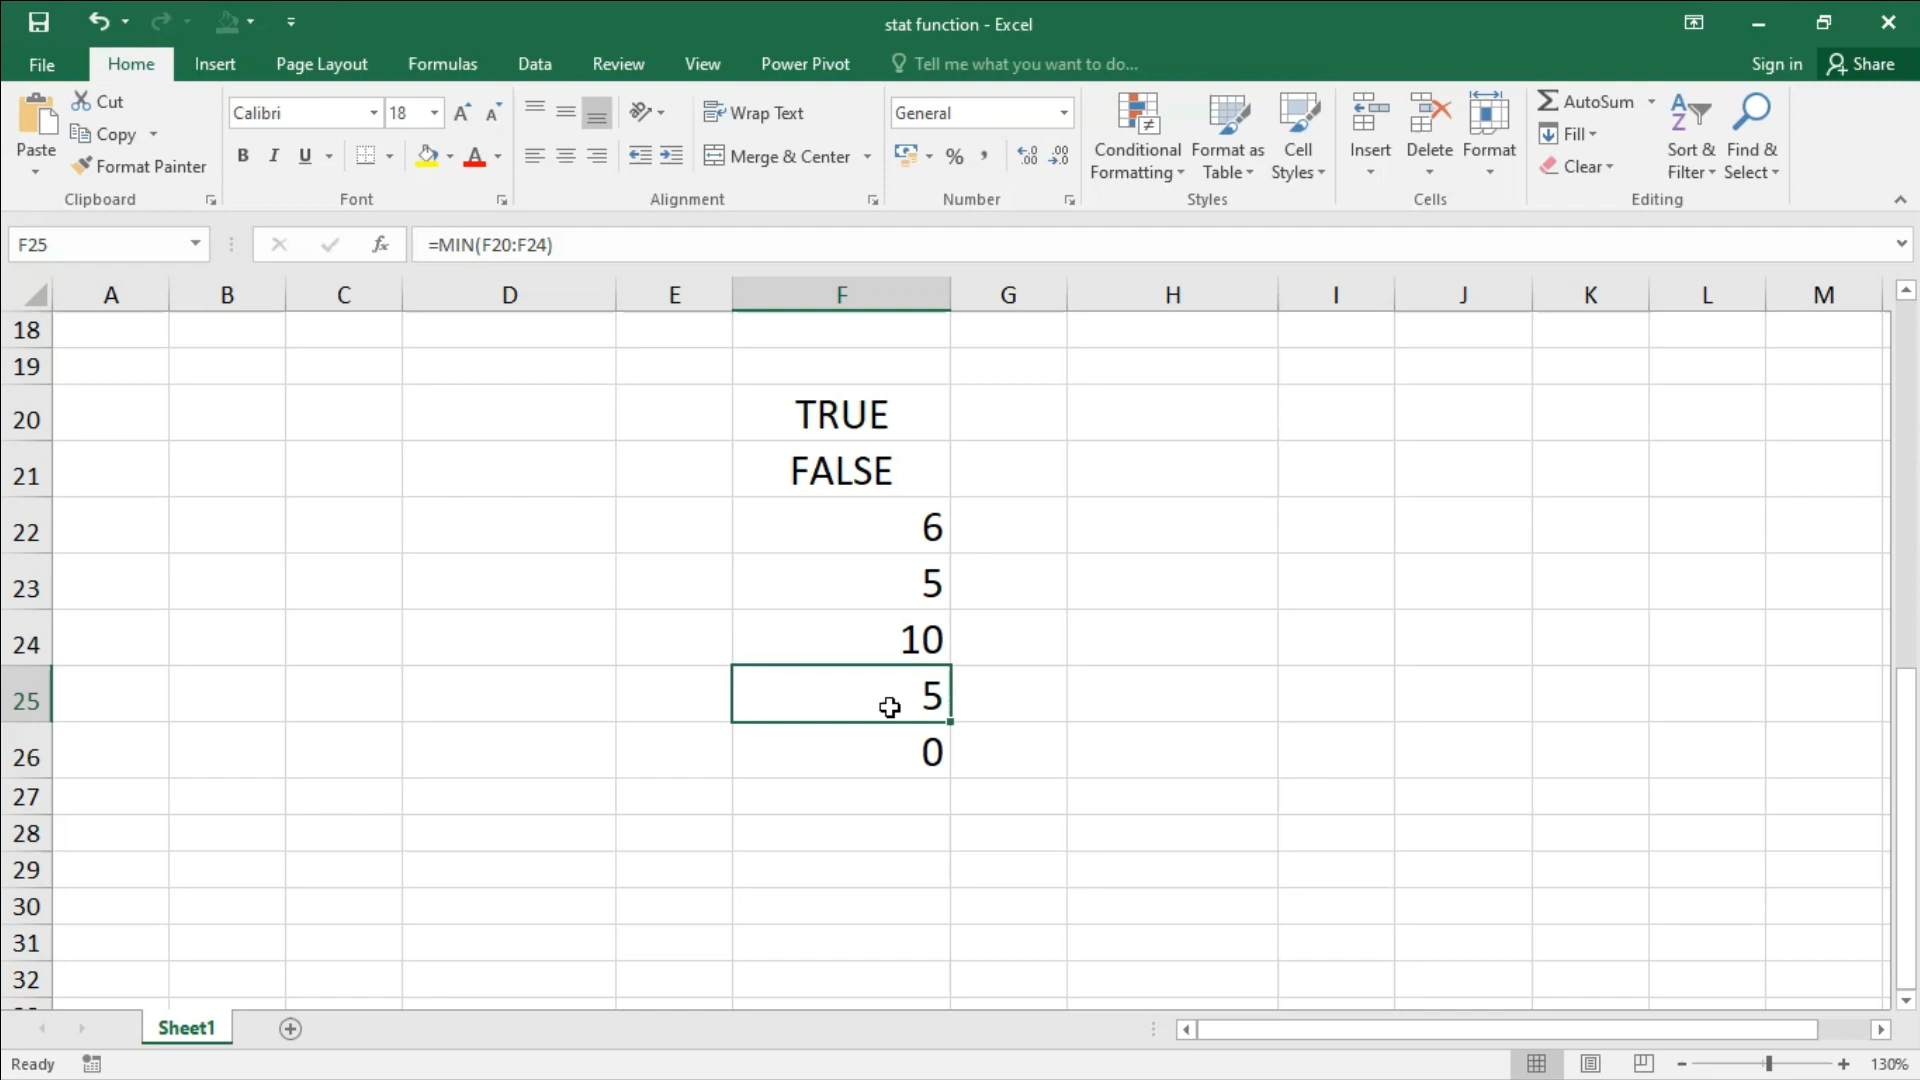 stat function - Excel
File Home Insert Page Layout Formulas Data Review View Power Pivot Tell me what you want to do... Sign in Share
Paste
Cut
Copy
Format Painter
Clipboard
Calibri 18
B I U
Font
Wrap Text
Merge & Center
Alignment
General
%
Number
Conditional Formatting
Format as Table
Cell Styles
Styles
Insert Delete Format
Cells
AutoSum
Fill
Clear
Sort & Filter
Find & Select
Editing
F25 fx =MIN(F20:F24)
A B C D E F G H I J K L M
18
19
20 TRUE
21 FALSE
22 6
23 5
24 10
25 5
26 0
27
28
29
30
31
32
Sheet1
Ready 130%